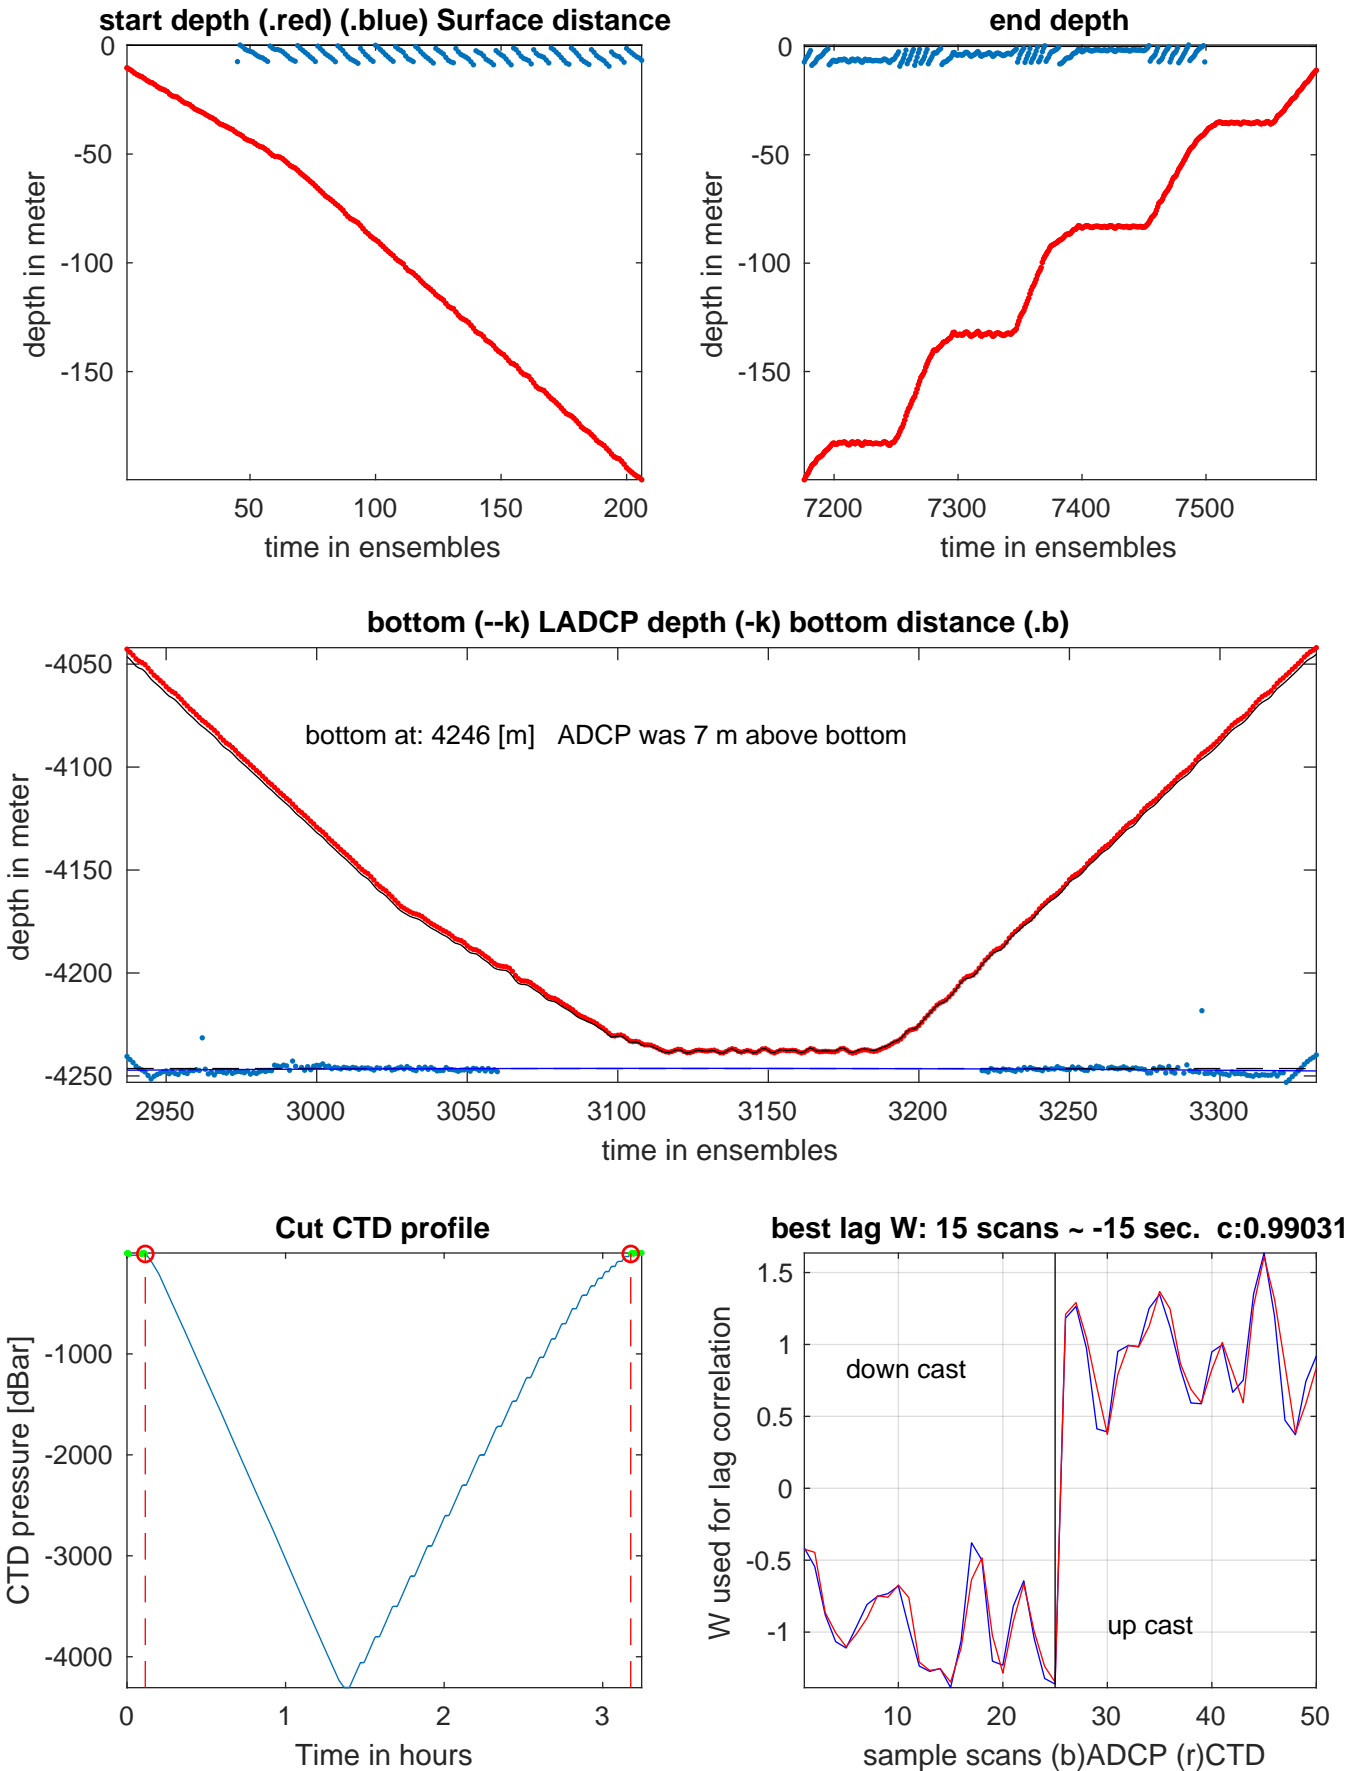 start depth (.red) (.blue) Surface distance
0
-50
-100
-150
depth in meter
50
100
150
200
time in ensembles
end depth
0
-50
-100
-150
depth in meter
7200
7300
7400
7500
time in ensembles
bottom (--k) LADCP depth (-k) bottom distance (.b)
-4050
-4100
-4150
-4200
-4250
depth in meter
bottom at: 4246 [m]   ADCP was 7 m above bottom
2950
3000
3050
3100
3150
3200
3250
3300
time in ensembles
Cut CTD profile
-1000
-2000
-3000
-4000
CTD pressure [dBar]
0
1
2
3
Time in hours
best lag W: 15 scans ~ -15 sec.  c:0.99031
1.5
1
0.5
0
-0.5
-1
W used for lag correlation
down cast
up cast
10
20
30
40
50
sample scans (b)ADCP (r)CTD